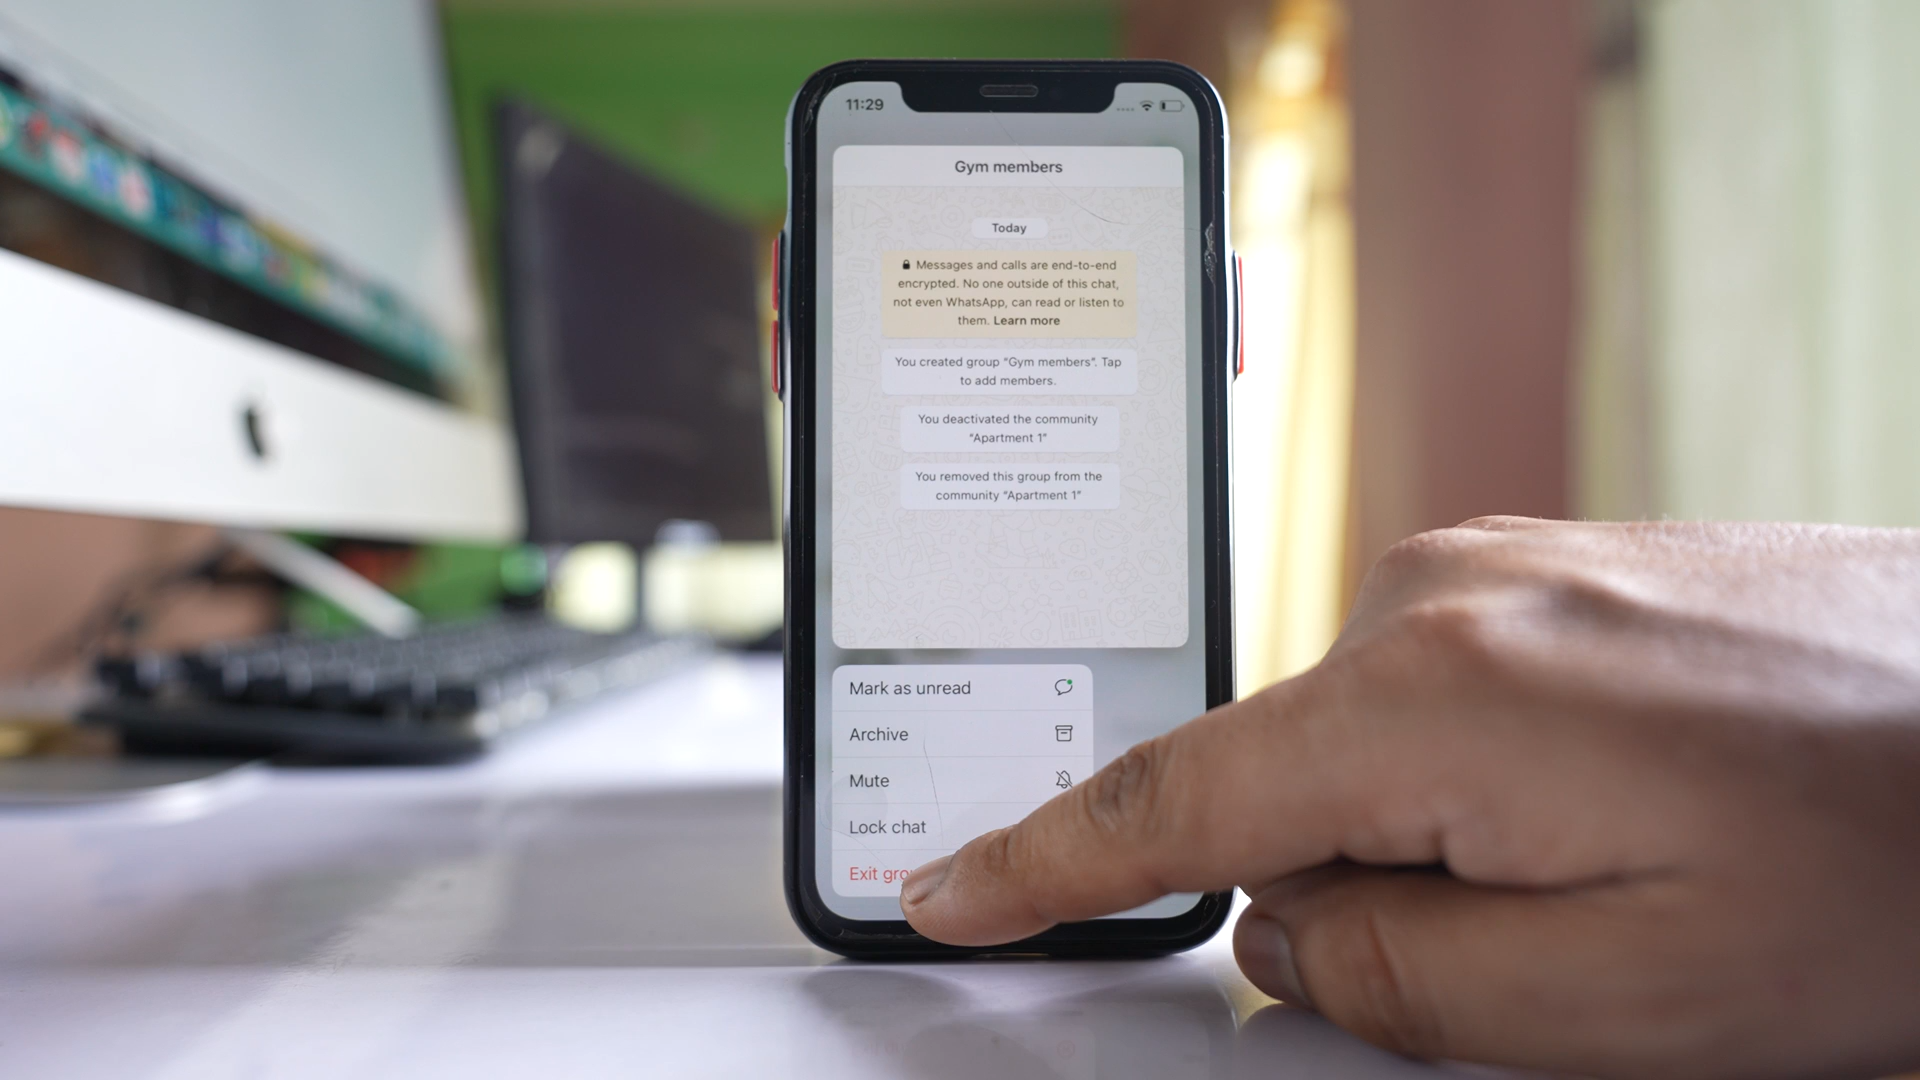 11:29
Gym members
Today
Messages and calls are end-to-end
encrypted. No one outside of this chat,
not even WhatsApp, can read or listen to
them. Learn more
You created group “Gym members”. Tap
to add members.
You deactivated the community
“Apartment 1”
You removed this group from the
community “Apartment 1”
Mark as unread
Archive
Mute
Lock chat
Exit